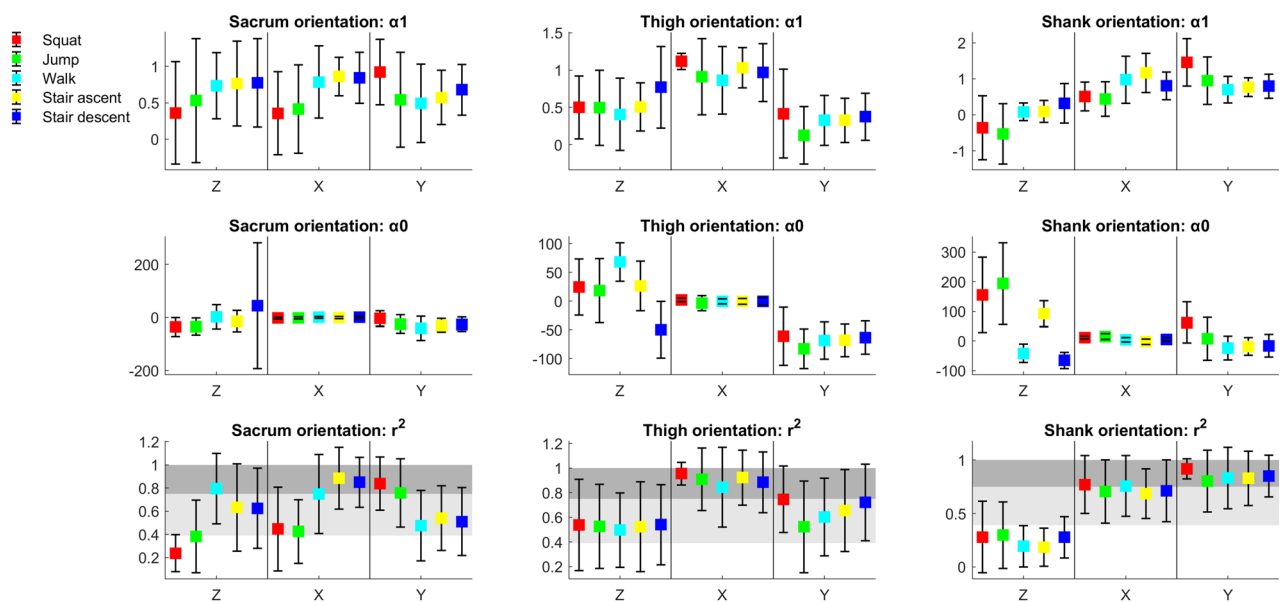 Sacrum orientation: α1
Thigh orientation: α1
Shank orientation: α1
Squat
Jump
Walk
Stair ascent
Stair descent
1
0.5
0
Z X Y
1.5
1
0.5
0
Z X Y
2
1
0
-1
Z X Y
Sacrum orientation: α0
Thigh orientation: α0
Shank orientation: α0
200
0
-200
Z X Y
100
50
0
-50
-100
Z X Y
300
200
100
0
-100
Z X Y
Sacrum orientation: r²
Thigh orientation: r²
Shank orientation: r²
1.2
1
0.8
0.6
0.4
0.2
Z X Y
1.2
1
0.8
0.6
0.4
0.2
Z X Y
1
0.5
0
Z X Y